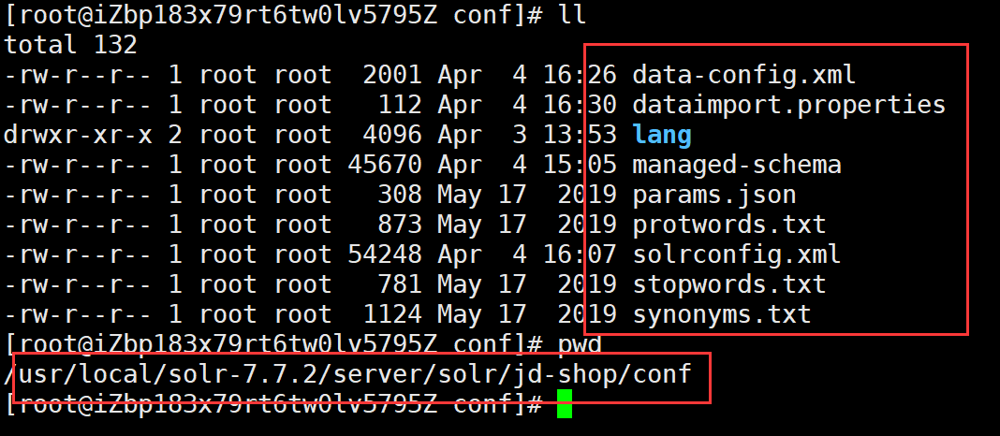 [root@iZbp183x79rt6tw0lv5795Z conf]# ll
total 132
-rw-r--r-- 1 root root  2001 Apr  4 16:26 data-config.xml
-rw-r--r-- 1 root root   112 Apr  4 16:30 dataimport.properties
drwxr-xr-x 2 root root  4096 Apr  3 13:53 lang
-rw-r--r-- 1 root root 45670 Apr  4 15:05 managed-schema
-rw-r--r-- 1 root root   308 May 17  2019 params.json
-rw-r--r-- 1 root root   873 May 17  2019 protwords.txt
-rw-r--r-- 1 root root 54248 Apr  4 16:07 solrconfig.xml
-rw-r--r-- 1 root root   781 May 17  2019 stopwords.txt
-rw-r--r-- 1 root root  1124 May 17  2019 synonyms.txt
[root@iZbp183x79rt6tw0lv5795Z conf]# pwd
/usr/local/solr-7.7.2/server/solr/jd-shop/conf
[root@iZbp183x79rt6tw0lv5795Z conf]#